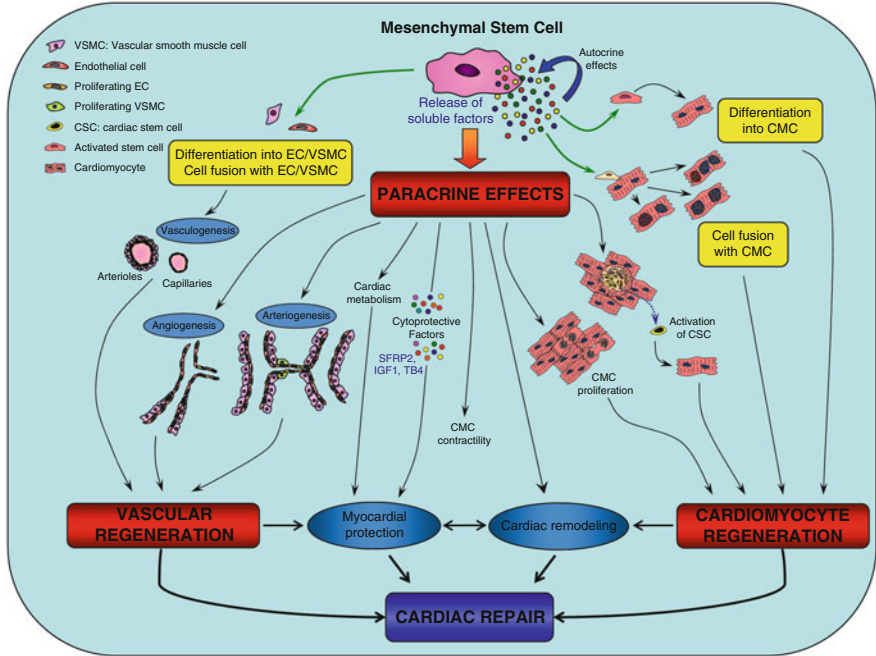 Mesenchymal Stem Cell
VSMC: Vascular smooth muscle cell
Endothelial cell
Proliferating EC
Proliferating VSMC
CSC: cardiac stem cell
Activated stem cell
Cardiomyocyte
Autocrine
effects
Release of
soluble factors
Differentiation
into CMC
Differentiation into EC/VSMC
Cell fusion with EC/VSMC
PARACRINE EFFECTS
Vasculogenesis
Cell fusion
with CMC
Arterioles
Capillaries
Cardiac
metabolism
Angiogenesis
Arteriogenesis
Cytoprotective
Factors
SFRP2,
IGF1, TB4
Activation
of CSC
CMC
proliferation
CMC
contractility
VASCULAR
REGENERATION
Myocardial
protection
Cardiac remodeling
CARDIOMYOCYTE
REGENERATION
CARDIAC REPAIR